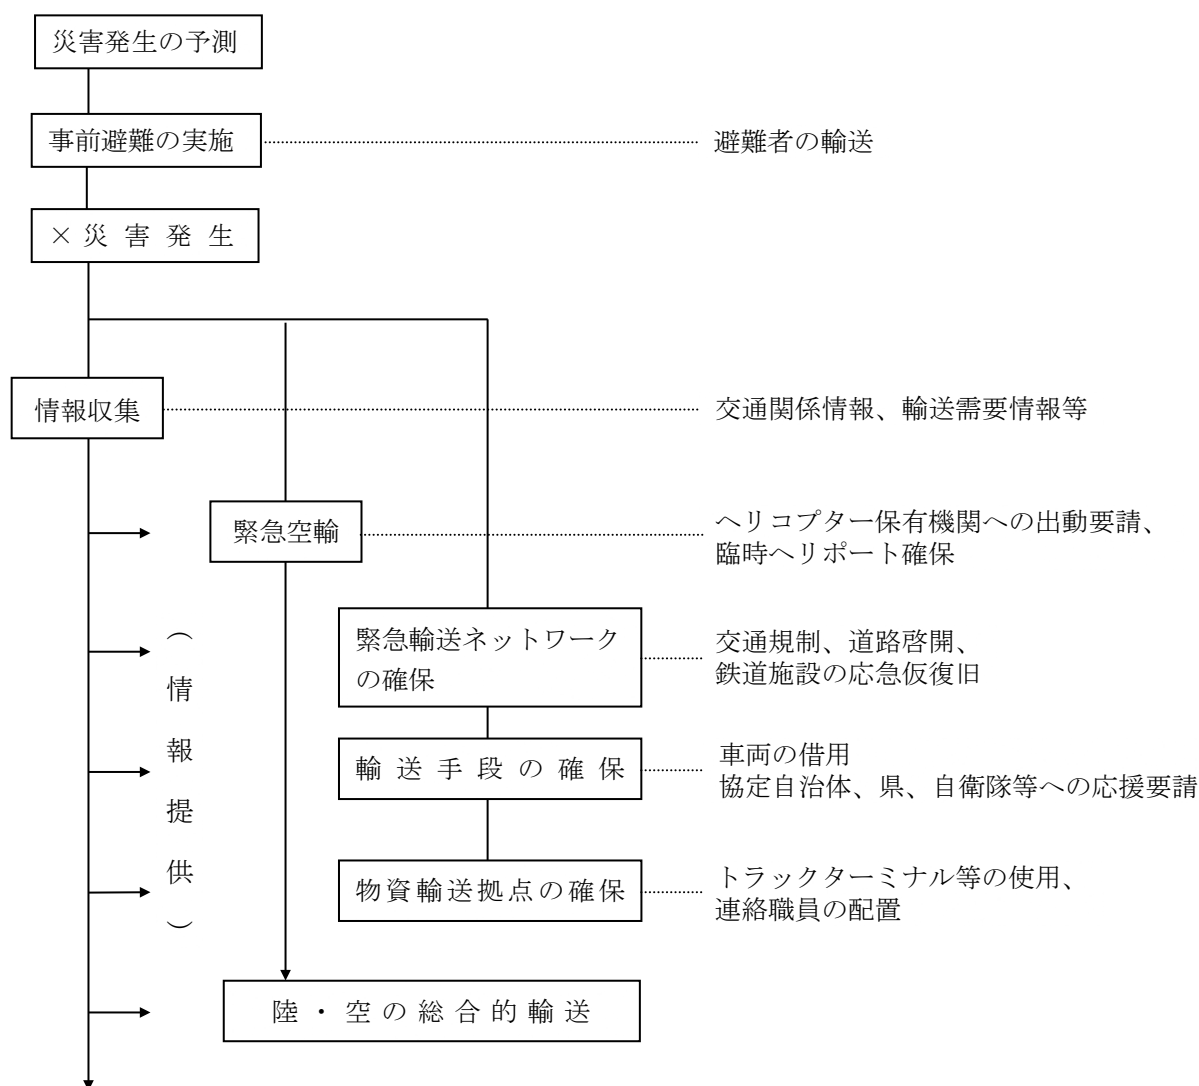 災害発生の予測
事前避難の実施
避難者の輸送
×災害発生
情報収集
交通関係情報、輸送需要情報等
緊急空輸
ヘリコプター保有機関への出動要請、
臨時ヘリポート確保
緊急輸送ネットワーク
の確保
交通規制、道路啓開、
鉄道施設の応急仮復旧
（情報提供）
輸送手段の確保
車両の借用
協定自治体、県、自衛隊等への応援要請
物資輸送拠点の確保
トラックターミナル等の使用、
連絡職員の配置
陸・空の総合的輸送